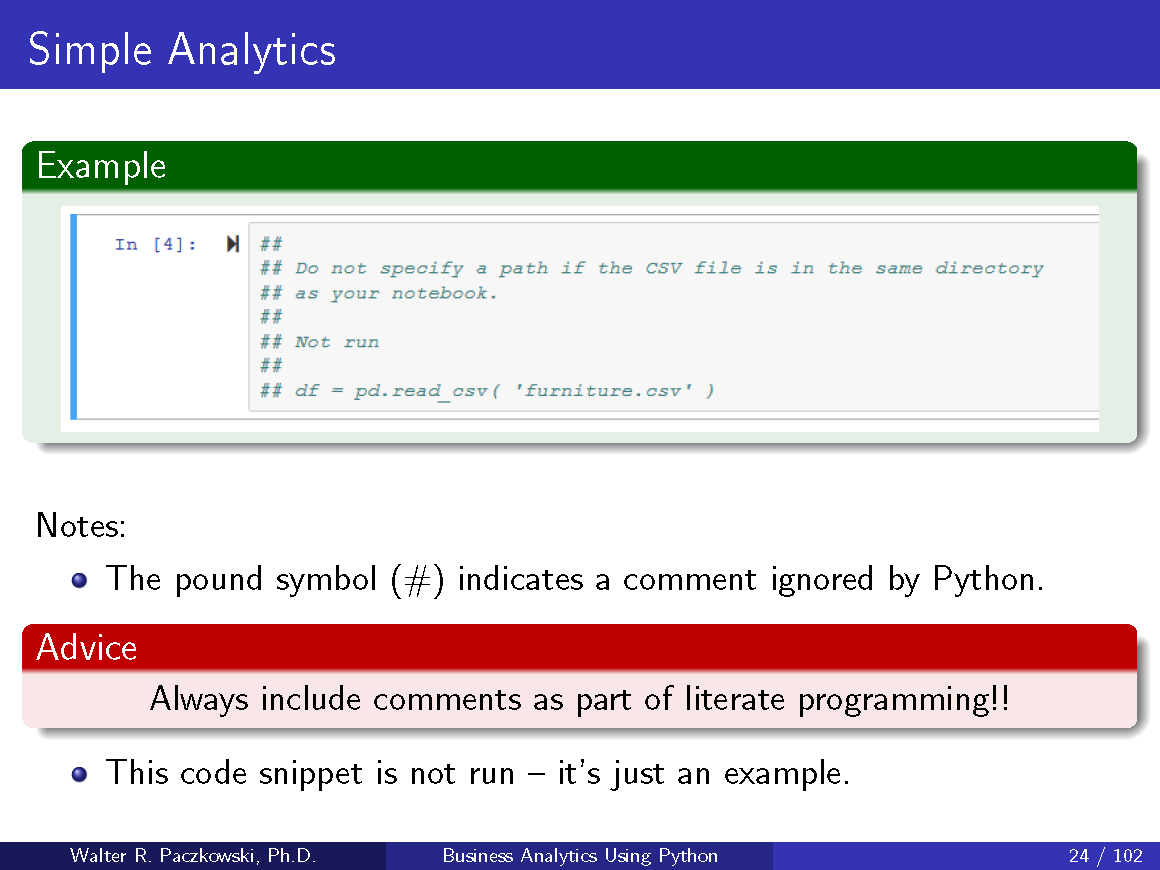 Simple Analytics
Example
In [4]:
##
## Do not specify a path if the CSV file is in the same directory
## as your notebook.
##
## Not run
##
## df = pd.read_csv( 'furniture.csv' )
Notes:
The pound symbol (#) indicates a comment ignored by Python.
Advice
Always include comments as part of literate programming!!
This code snippet is not run – it's just an example.
Walter R. Paczkowski, Ph.D. Business Analytics Using Python 24 / 102